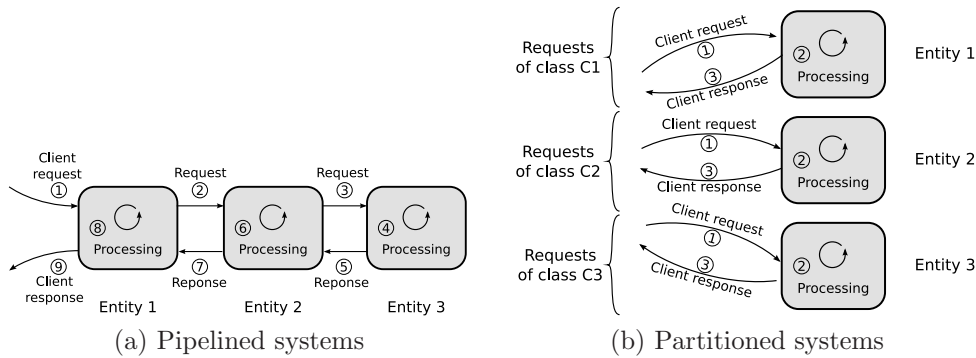 Client
request
①
Request
②
Request
③
⑧
Processing
⑥
Processing
④
Processing
⑨
Client
response
⑦
Reponse
⑤
Reponse
Entity 1
Entity 2
Entity 3
(a) Pipelined systems
Requests
of class C1
Client request
①
③
Client response
②
Processing
Entity 1
Requests
of class C2
Client request
①
③
Client response
②
Processing
Entity 2
Requests
of class C3
Client request
①
③
Client response
②
Processing
Entity 3
(b) Partitioned systems